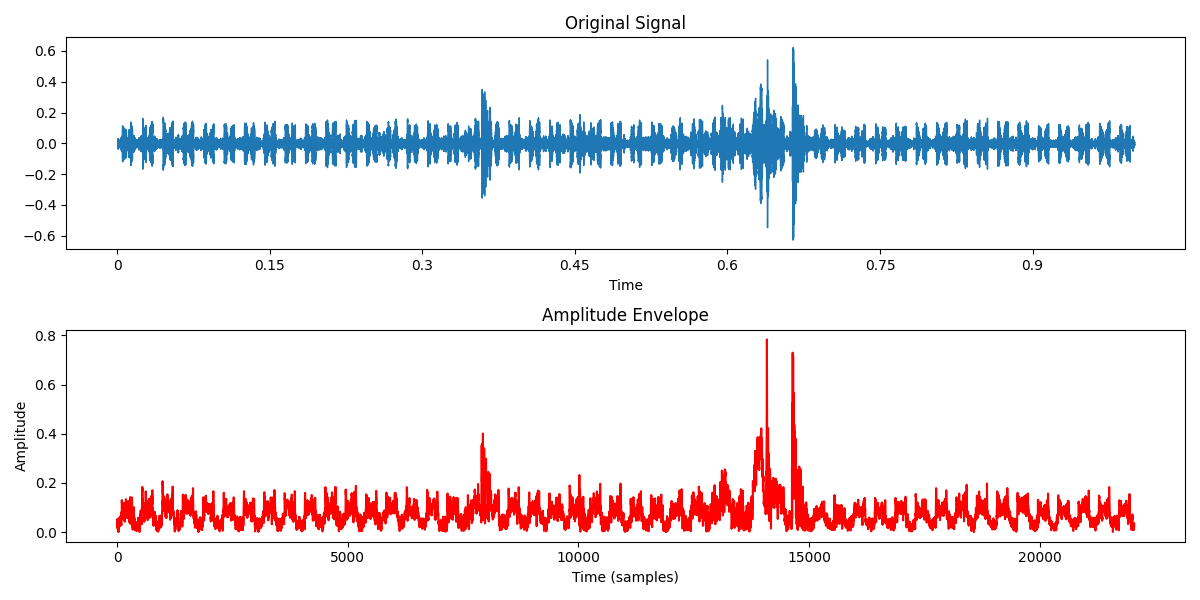 Original Signal
0.6
0.4
0.2
0.0
−0.2
−0.4
−0.6
0 0.15 0.3 0.45 0.6 0.75 0.9
Time
Amplitude Envelope
0.8
0.6
0.4
0.2
0.0
Amplitude
0 5000 10000 15000 20000
Time (samples)